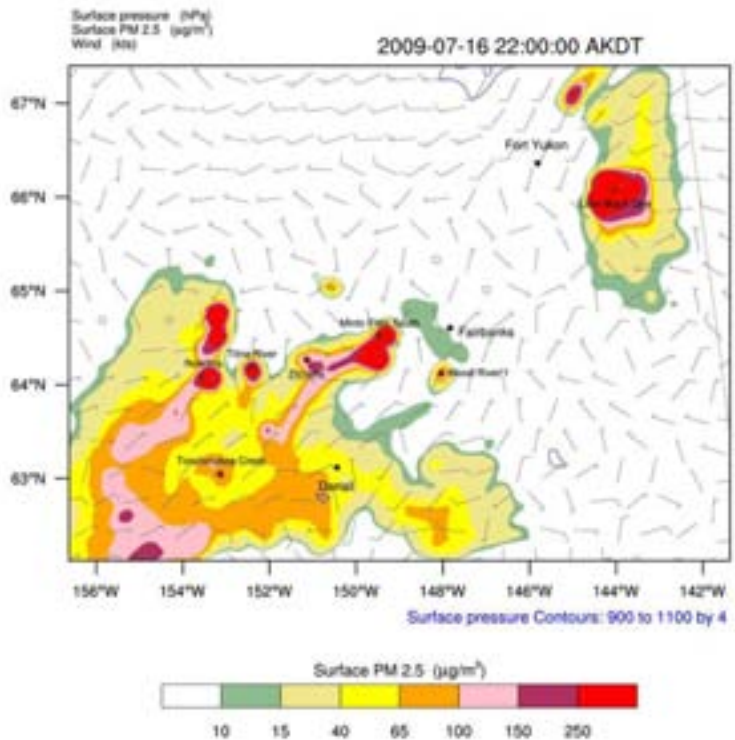 Surface pressure (hPa)
Surface PM 2.5 (µg/m³)
Wind (kts)
2009-07-16 22:00:00 AKDT
67°N
66°N
65°N
64°N
63°N
Fort Yukon
Fairbanks
River
Wood River1
Creek
Denali
156°W
154°W
152°W
150°W
148°W
146°W
144°W
142°W
Surface pressure Contours: 900 to 1100 by 4
Surface PM 2.5 (µg/m³)
10
15
40
65
100
150
250